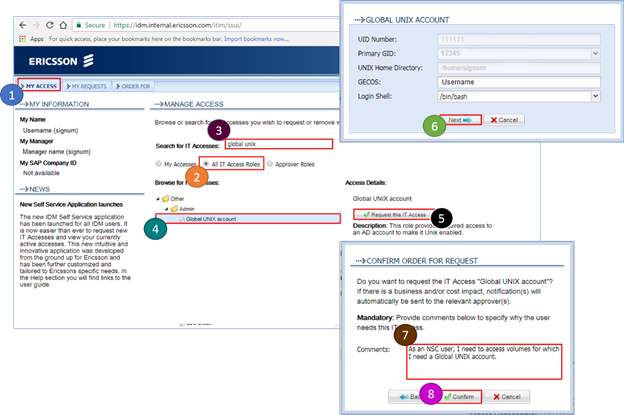 Secure
https://idm.internal.ericsson.com/itim/ssui/
Apps For quick access, place your bookmarks here on the bookmarks bar. Import bookmarks now...
ERICSSON
1
MY ACCESS
MY REQUESTS
ORDER FOR
MY INFORMATION
My Name
Username (signum)
My Manager
Manager name (signum)
My SAP Company ID
Not available
NEWS
New Self Service Application launches
The new IDM Self Service Application
has been launched for all IDM users. It
is now easier than ever to request new
IT Accesses and view your currently
active accesses. This new intuitive and
innovative application was developed
from the ground up for Ericsson and
has been further customized and
tailored to Ericssons specific needs. In
the Help section you will find links to the
user guide.
MANAGE ACCESS
Browse or search for accesses you wish to request or remove
3
Search for IT Accesses: global unix
My Accesses
All IT Access Roles
Approver Roles
2
Browse for
Other
Admin
4
Global UNIX account
Access Details:
Global UNIX account
Request this IT Access
5
Description: This role
required access to
an AD account to make it Unix enabled.
GLOBAL UNIX ACCOUNT
UID Number: 111111
Primary GID: 12345
UNIX Home Directory: /home/signum
GECOS: Username
Login Shell: /bin/bash
6
Next
Cancel
CONFIRM ORDER FOR REQUEST
Do you want to request the IT Access "Global UNIX account"?
If there is a business and/or cost impact, notification(s) will
automatically be sent to the relevant approver(s).
Mandatory: Provide comments below to specify why the user
needs this IT
7
Comments: As an NSC user, I need to access volumes for which
I need a Global UNIX account.
8
Confirm
Cancel